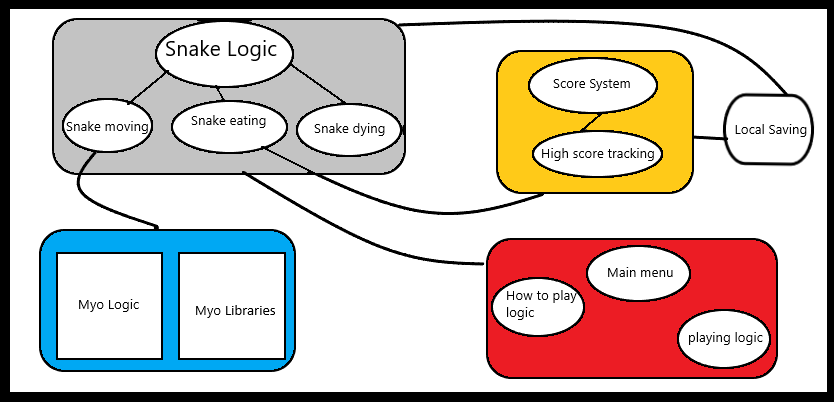 Snake Logic
Snake moving
Snake eating
Snake dying
Score System
High score tracking
Local Saving
Myo Logic
Myo Libraries
Main menu
How to play
logic
playing logic